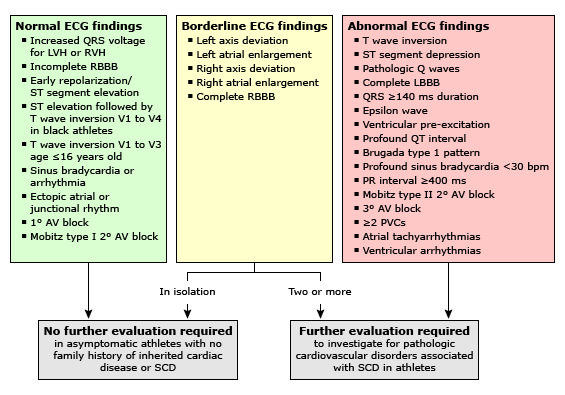 Normal ECG findings
▪ Increased QRS voltage
for LVH or RVH
▪ Incomplete RBBB
▪ Early repolarization/
ST segment elevation
▪ ST elevation followed by
T wave inversion V1 to V4
in black athletes
▪ T wave inversion V1 to V3
age ≤16 years old
▪ Sinus bradycardia or
arrhythmia
▪ Ectopic atrial or
junctional rhythm
▪ 1° AV block
▪ Mobitz type I 2° AV block
Borderline ECG findings
▪ Left axis deviation
▪ Left atrial enlargement
▪ Right axis deviation
▪ Right atrial enlargement
▪ Complete RBBB
Abnormal ECG findings
▪ T wave inversion
▪ ST segment depression
▪ Pathologic Q waves
▪ Complete LBBB
▪ QRS ≥140 ms duration
▪ Epsilon wave
▪ Ventricular pre-excitation
▪ Profound QT interval
▪ Brugada type 1 pattern
▪ Profound sinus bradycardia <30 bpm
▪ PR interval ≥400 ms
▪ Mobitz type II 2° AV block
▪ 3° AV block
▪ ≥2 PVCs
▪ Atrial tachyarrhythmias
▪ Ventricular arrhythmias
In isolation
Two or more
No further evaluation required
in asymptomatic athletes with no
family history of inherited cardiac
disease or SCD
Further evaluation required
to investigate for pathologic
cardiovascular disorders associated
with SCD in athletes